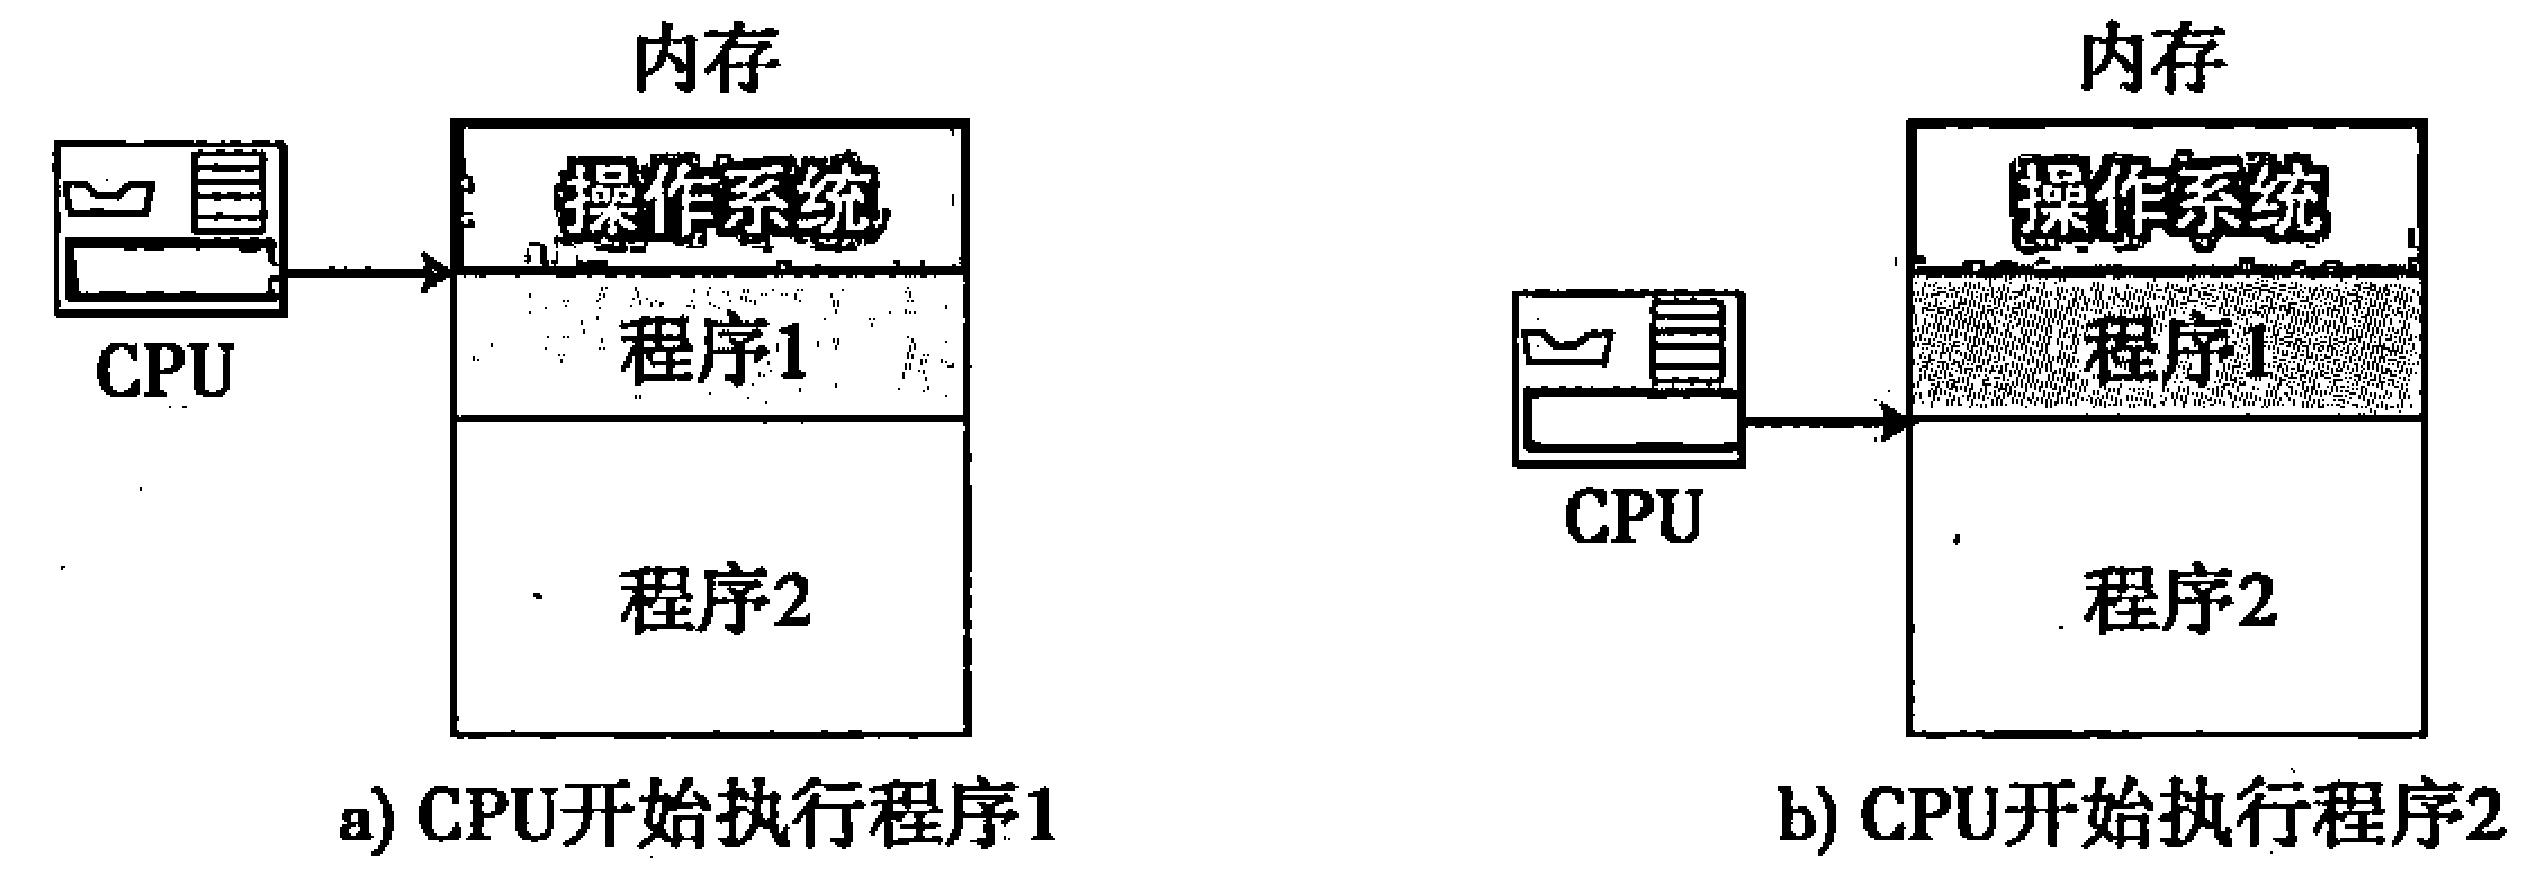 内存
操作系统
程序1
CPU
程序2
a) CPU开始执行程序1
内存
操作系统
程序1
CPU
程序2
b) CPU开始执行程序2